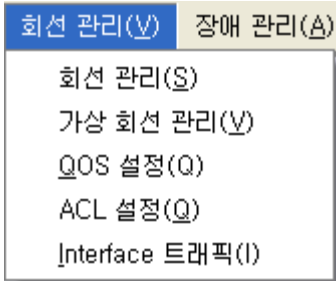 회선 관리(V) 장애 관리(A)
회선 관리(S)
가상 회선 관리(V)
QOS 설정(Q)
ACL 설정(Q)
Interface 트래픽(I)